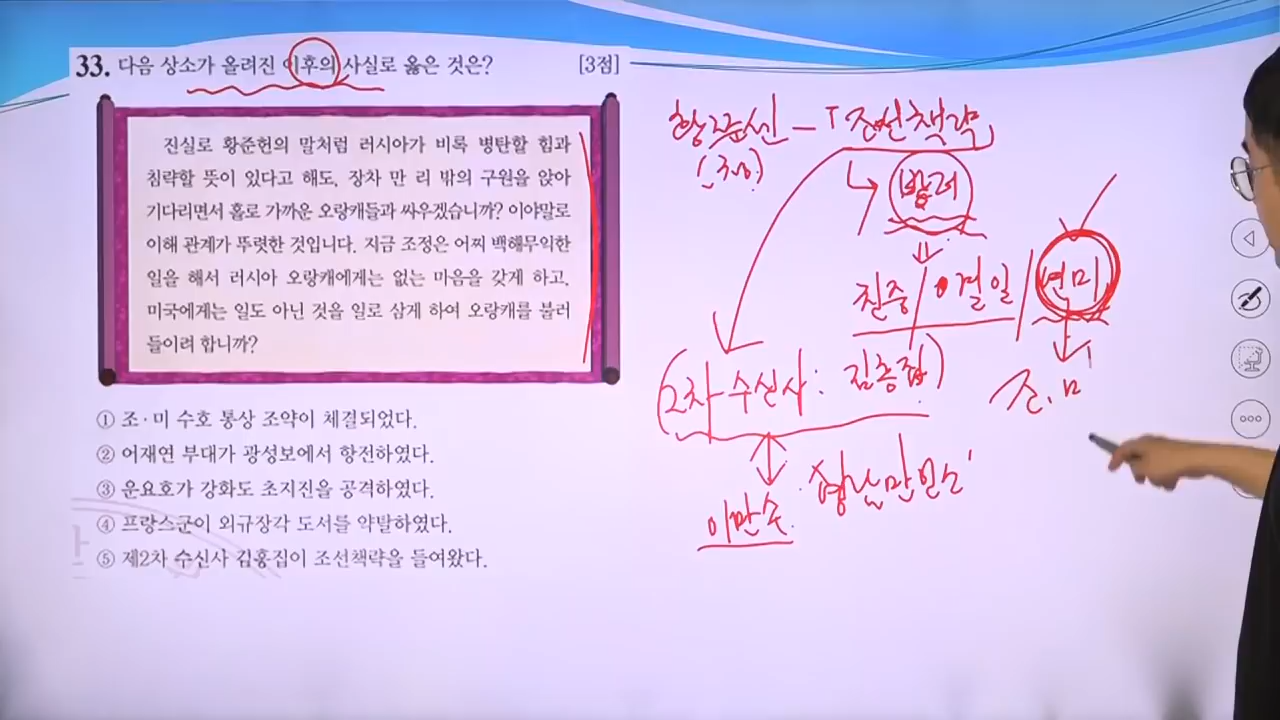 33. 다음 상소가 올려진 이후의 사실로 옳은 것은? [3점]
진실로 황준헌의 말처럼 러시아가 비록 병탄할 힘과
침략할 뜻이 있다고 해도, 장차 만 리 밖의 구원을 앉아
기다리면서 홀로 가까운 오랑캐들과 싸우겠습니까? 이야말로
이해 관계가 뚜렷한 것입니다. 지금 조정은 어찌 백해무익한
일을 해서 러시아 오랑캐에게는 없는 마음을 갖게 하고,
미국에게는 일도 아닌 것을 일로 삼게 하여 오랑캐를 불러
들이려 합니까?
① 조·미 수호 통상 조약이 체결되었다.
② 어재연 부대가 광성보에서 항전하였다.
③ 운요호가 강화도 초지진을 공격하였다.
④ 프랑스군이 외규장각 도서를 약탈하였다.
⑤ 제2차 수신사 김홍집이 조선책략을 들여왔다.
황준센 - 「조선책략」
방러
친중 / 결일 / 연미
(2차 수신사: 김홍집)
조·미
이만손 영남만인소